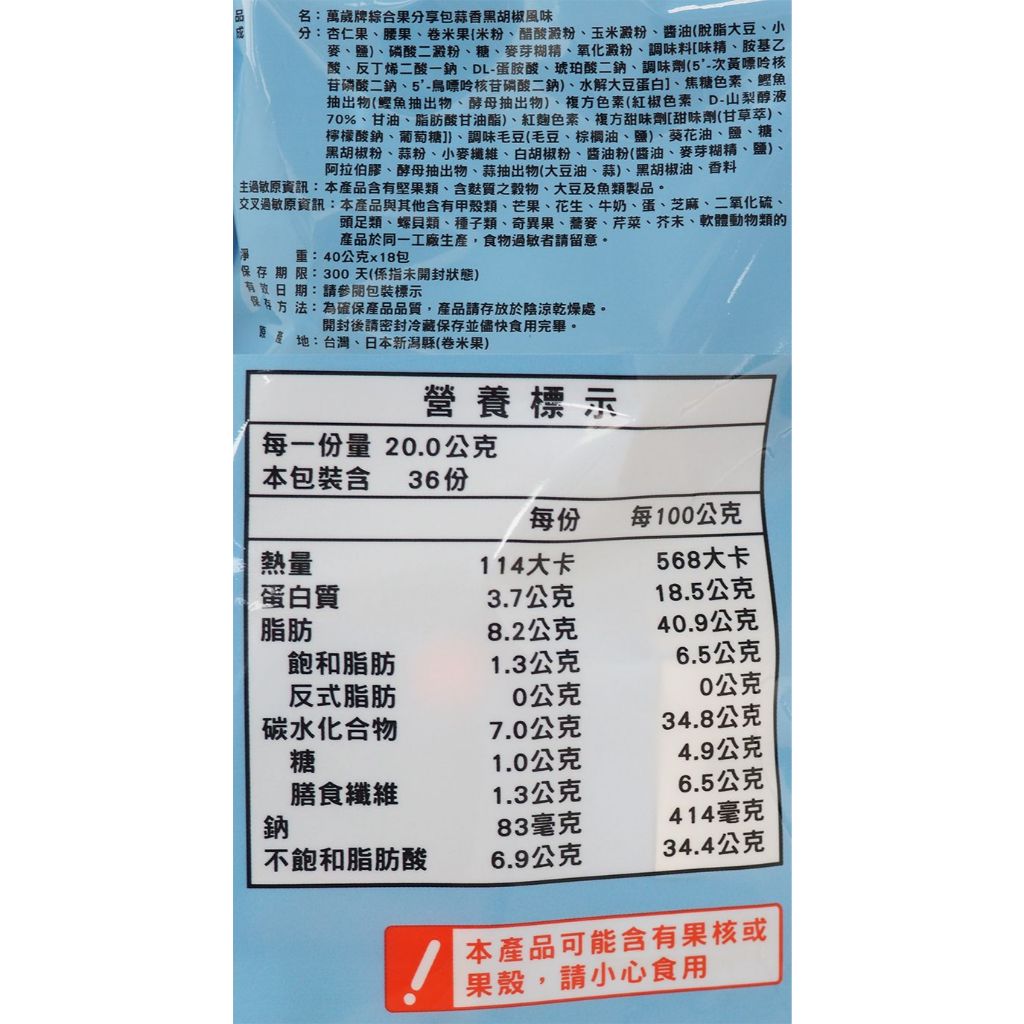 品名：萬歲牌綜合果分享包蒜香黑胡椒風味
成分：杏仁果、腰果、卷米果{米粉、醋酸澱粉、玉米澱粉、醬油(脫脂大豆、小
麥、鹽)、磷酸二澱粉、糖、麥芽糊精、氧化澱粉、調味料[味精、胺基乙
酸、反丁烯二酸一鈉、DL-蛋胺酸、琥珀酸二鈉、調味劑(5'-次黃嘌呤核
苷磷酸二鈉、5'-鳥嘌呤核苷磷酸二鈉)、水解大豆蛋白]、焦糖色素、鰹魚
抽出物(鰹魚抽出物、酵母抽出物)、複方色素(紅椒色素、D-山梨醇液
70%、甘油、脂肪酸甘油酯)、紅麴色素、複方甜味劑[甜味劑(甘草萃)、
檸檬酸鈉、葡萄糖]}、調味毛豆(毛豆、棕櫚油、鹽)、葵花油、鹽、糖、
黑胡椒粉、蒜粉、小麥纖維、白胡椒粉、醬油粉(醬油、麥芽糊精、鹽)、
阿拉伯膠、酵母抽出物、蒜抽出物(大豆油、蒜)、黑胡椒油、香料
主過敏原資訊：本產品含有堅果類、含麩質之穀物、大豆及魚類製品。
交叉過敏原資訊：本產品與其他含有甲殼類、芒果、花生、牛奶、蛋、芝麻、二氧化硫、
頭足類、螺貝類、種子類、奇異果、蕎麥、芹菜、芥末、軟體動物類的
產品於同一工廠生產，食物過敏者請留意。
淨重：40公克x18包
保存期限：300 天(係指未開封狀態)
有效日期：請參閱包裝標示
保存方法：為確保產品品質，產品請存放於陰涼乾燥處。
開封後請密封冷藏保存並儘快食用完畢。
原產地：台灣、日本新潟縣(卷米果)
營養標示
每一份量 20.0公克
本包裝含 36份
每份 每100公克
熱量 114大卡 568大卡
蛋白質 3.7公克 18.5公克
脂肪 8.2公克 40.9公克
飽和脂肪 1.3公克 6.5公克
反式脂肪 0公克 0公克
碳水化合物 7.0公克 34.8公克
糖 1.0公克 4.9公克
膳食纖維 1.3公克 6.5公克
鈉 83毫克 414毫克
不飽和脂肪酸 6.9公克 34.4公克
本產品可能含有果核或
果殼，請小心食用